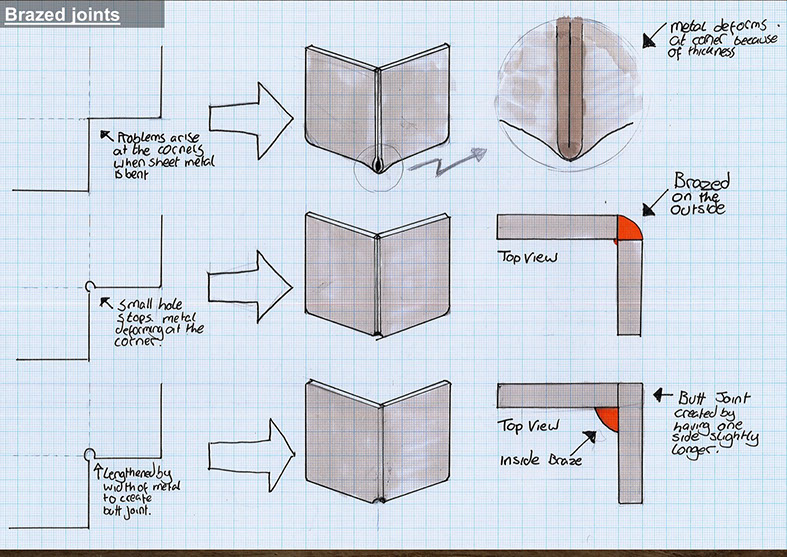 Brazed joints
Problems arise
at the corners
when sheet metal
is bent
metal deforms
at corner because
of thickness
Small hole
stops metal
deforming at the
corner.
Top View
Brazed
on the
outside
Lengthened by
width of metal
to create
butt joint.
Top View
inside Braze
Butt Joint
created by
having one
side slightly
longer.